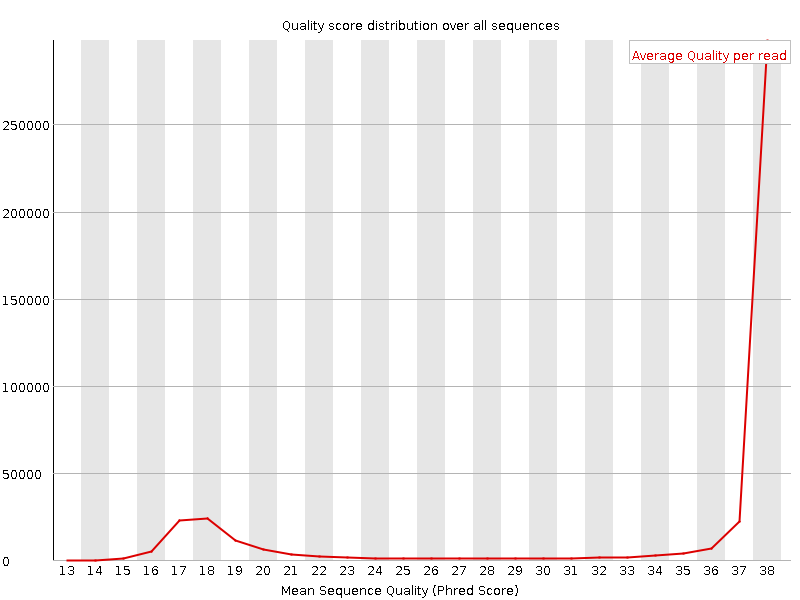 Quality score distribution over all sequences
Average Quality per read
250000
200000
150000
100000
50000
0
13 14 15 16 17 18 19 20 21 22 23 24 25 26 27 28 29 30 31 32 33 34 35 36 37 38
Mean Sequence Quality (Phred Score)